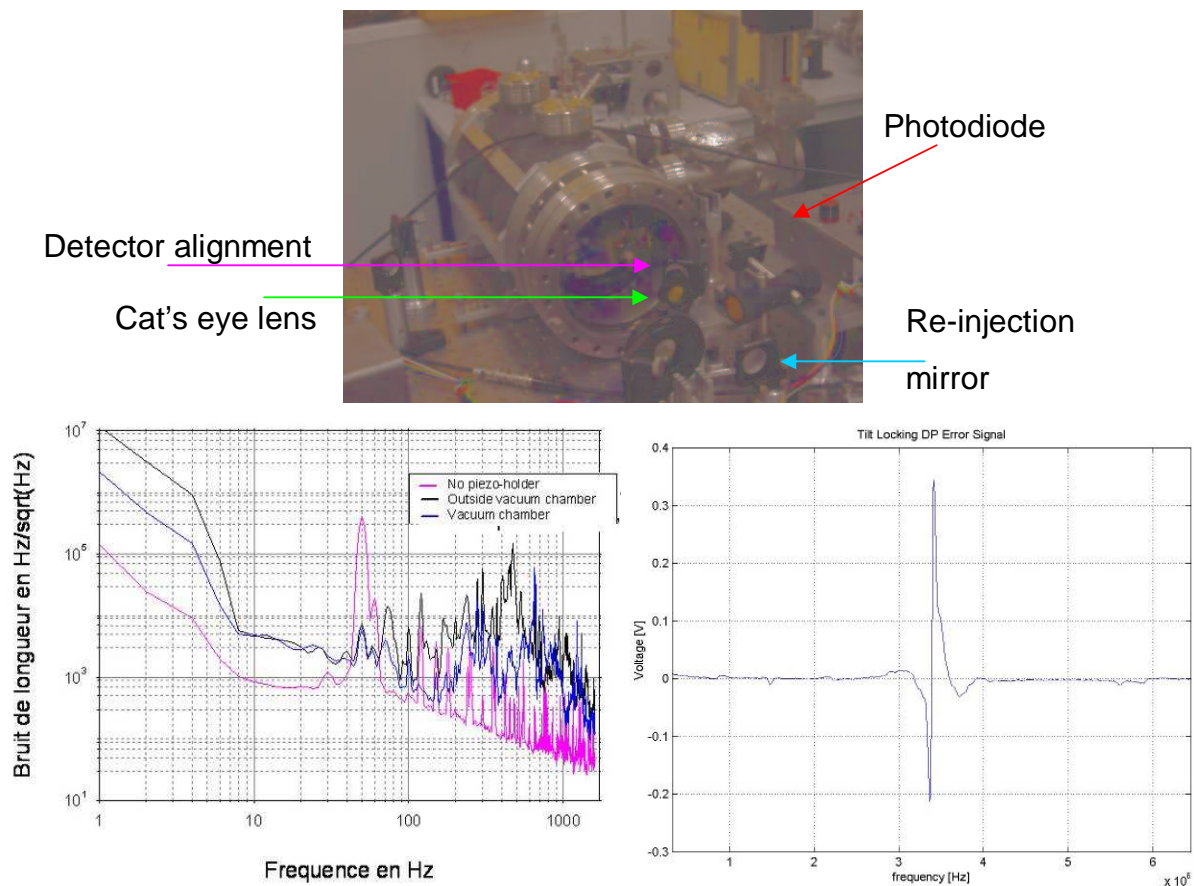 Photodiode
Detector alignment
Cat's eye lens
Re-injection
mirror
Bruit de longueur en Hz/sqrt(Hz)
10^7
10^5
10^3
10^1
No piezo-holder
Outside vacuum chamber
Vacuum chamber
1 10 100 1000
Frequence en Hz
Tilt Locking DP Error Signal
Voltage [V]
0.4
0.3
0.2
0.1
0
-0.1
-0.2
-0.3
1 2 3 4 5 6
frequency [Hz]
x 10^6